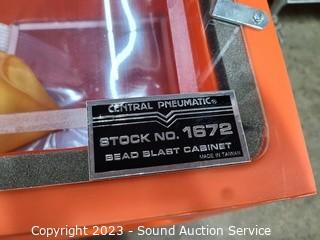 CENTRAL PNEUMATIC®
STOCK NO. 1672
BEAD BLAST CABINET
MADE IN TAIWAN
Copyright 2023 - Sound Auction Service